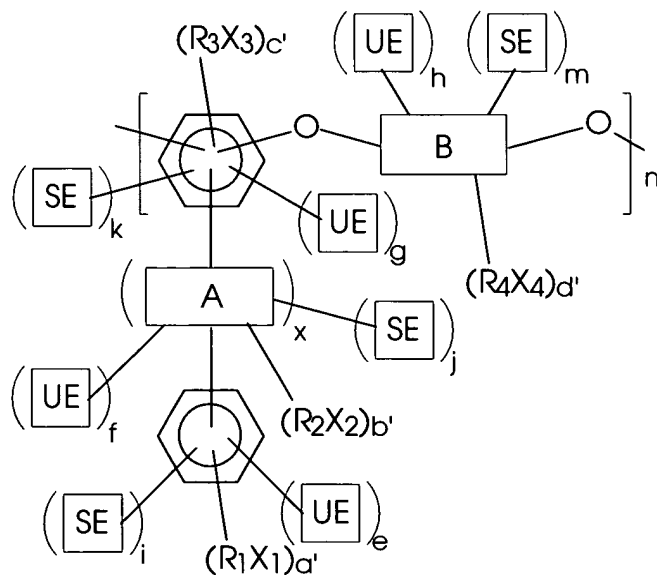 (R3X3)c' (UE)h (SE)m
[ O B O ]n
(SE)k (UE)g
(A)x (R4X4)d'
(SE)j
(UE)f (R2X2)b'
(SE)i (UE)e
(R1X1)a'